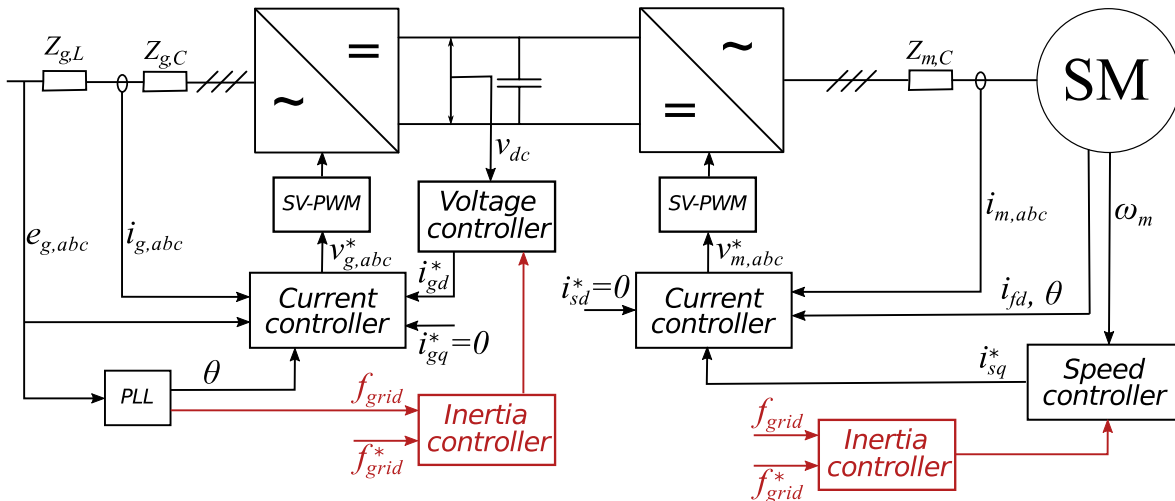 Z_{g,L}
Z_{g,C}
=
~
~
=
Z_{m,C}
SM
v_{dc}
SV-PWM
Voltage
controller
SV-PWM
e_{g,abc}
i_{g,abc}
v^*_{g,abc}
i^*_{gd}
v^*_{m,abc}
i_{m,abc}
ω_m
Current
controller
i^*_{gq}=0
i^*_{sd}=0
Current
controller
i_{fd}, θ
PLL
θ
f_{grid}
f^*_{grid}
Inertia
controller
i^*_{sq}
Speed
controller
f_{grid}
f^*_{grid}
Inertia
controller